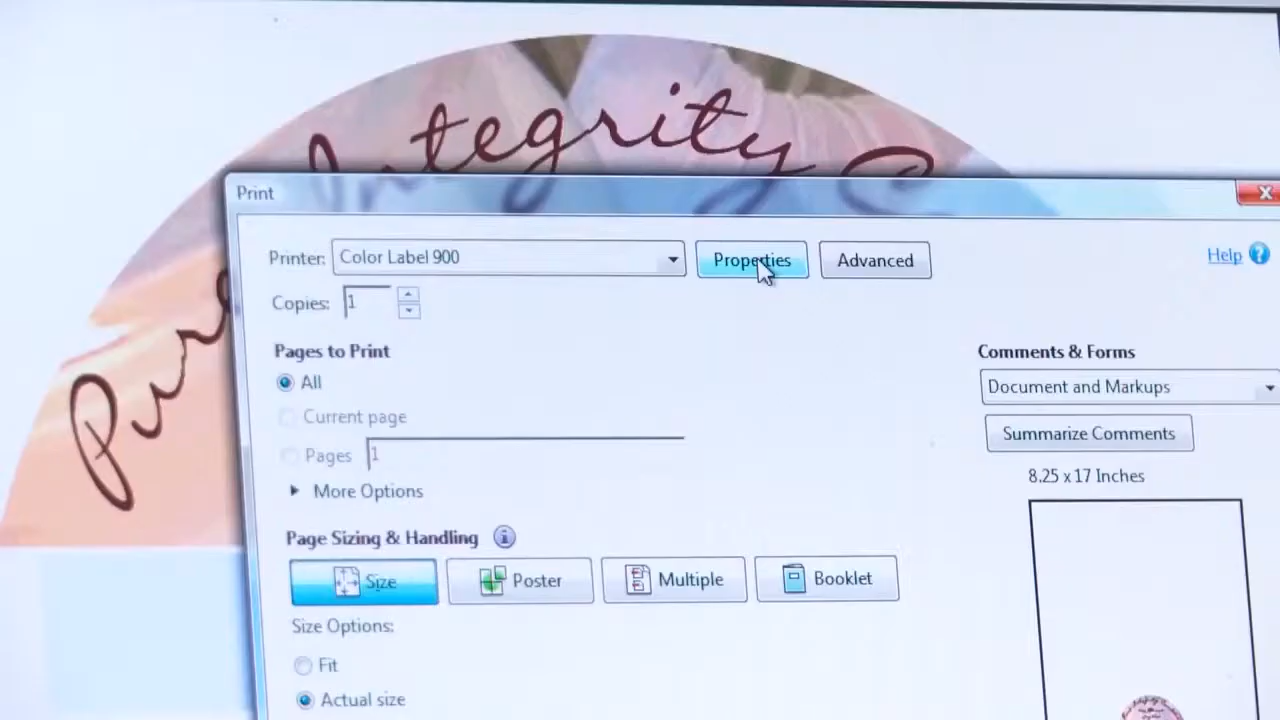 Pure Integrity
Print
Printer: Color Label 900 Properties Advanced Help
Copies: 1
Pages to Print
All
Current page
Pages 1
More Options
Comments & Forms
Document and Markups
Summarize Comments
8.25 x 17 Inches
Page Sizing & Handling
Size Poster Multiple Booklet
Size Options:
Fit
Actual size